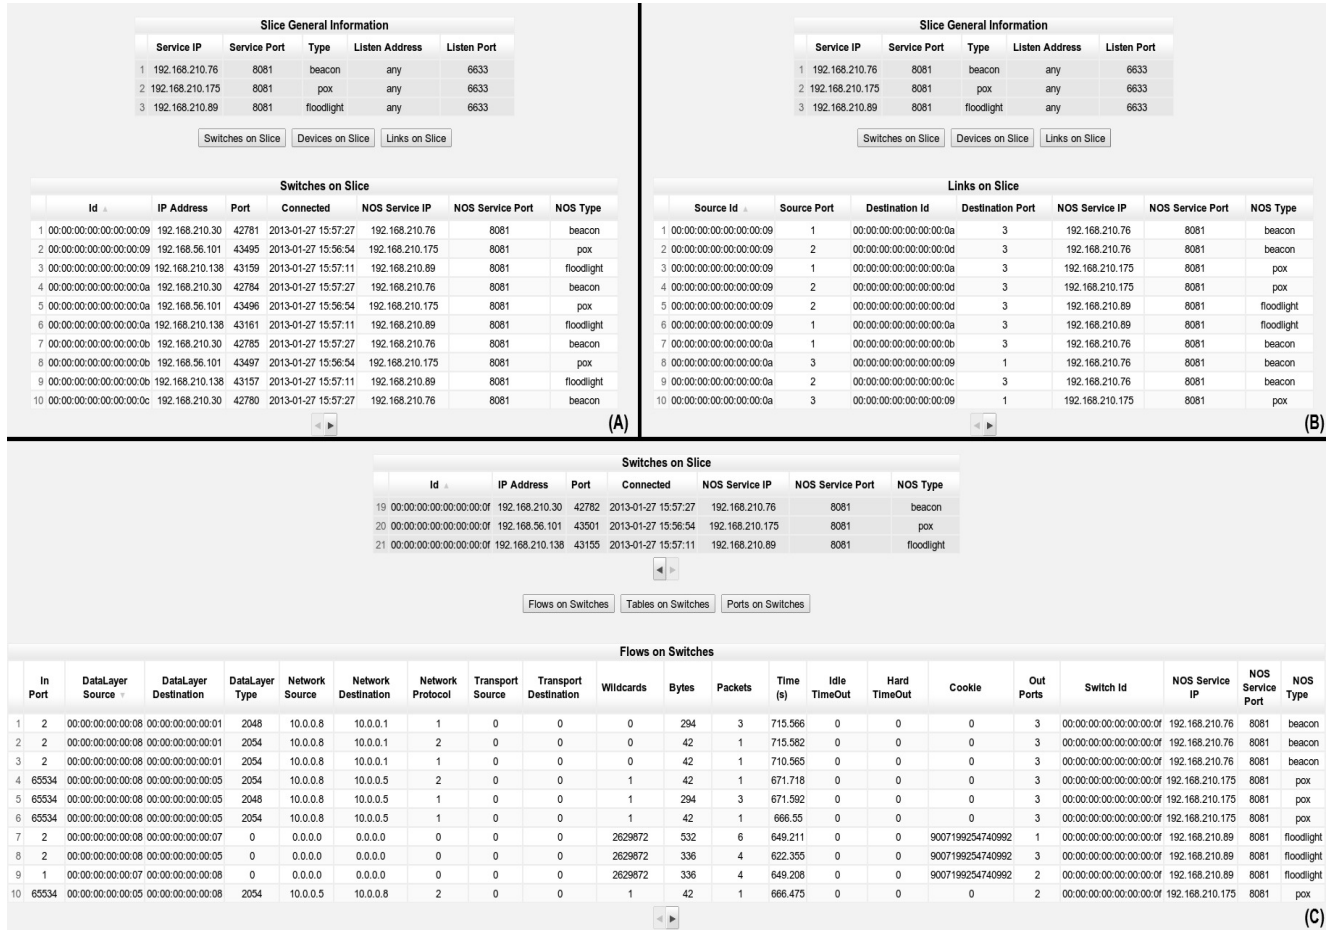 Slice General Information
Service IP Service Port Type Listen Address Listen Port
1 192.168.210.76 8081 beacon any 6633
2 192.168.210.175 8081 pox any 6633
3 192.168.210.89 8081 floodlight any 6633
Switches on Slice Devices on Slice Links on Slice
Switches on Slice
Id IP Address Port Connected NOS Service IP NOS Service Port NOS Type
1 00:00:00:00:00:00:00:09 192.168.210.30 42781 2013-01-27 15:57:27 192.168.210.76 8081 beacon
2 00:00:00:00:00:00:00:09 192.168.56.101 43495 2013-01-27 15:56:54 192.168.210.175 8081 pox
3 00:00:00:00:00:00:00:09 192.168.210.138 43159 2013-01-27 15:57:11 192.168.210.89 8081 floodlight
4 00:00:00:00:00:00:00:0a 192.168.210.30 42784 2013-01-27 15:57:27 192.168.210.76 8081 beacon
5 00:00:00:00:00:00:00:0a 192.168.56.101 43496 2013-01-27 15:56:54 192.168.210.175 8081 pox
6 00:00:00:00:00:00:00:0a 192.168.210.138 43161 2013-01-27 15:57:11 192.168.210.89 8081 floodlight
7 00:00:00:00:00:00:00:0b 192.168.210.30 42785 2013-01-27 15:57:27 192.168.210.76 8081 beacon
8 00:00:00:00:00:00:00:0b 192.168.56.101 43497 2013-01-27 15:56:54 192.168.210.175 8081 pox
9 00:00:00:00:00:00:00:0b 192.168.210.138 43157 2013-01-27 15:57:11 192.168.210.89 8081 floodlight
10 00:00:00:00:00:00:00:0c 192.168.210.30 42780 2013-01-27 15:57:27 192.168.210.76 8081 beacon
(A)
Slice General Information
Service IP Service Port Type Listen Address Listen Port
1 192.168.210.76 8081 beacon any 6633
2 192.168.210.175 8081 pox any 6633
3 192.168.210.89 8081 floodlight any 6633
Switches on Slice Devices on Slice Links on Slice
Links on Slice
Source Id Source Port Destination Id Destination Port NOS Service IP NOS Service Port NOS Type
1 00:00:00:00:00:00:00:09 1 00:00:00:00:00:00:00:0a 3 192.168.210.76 8081 beacon
2 00:00:00:00:00:00:00:09 2 00:00:00:00:00:00:00:0d 3 192.168.210.76 8081 beacon
3 00:00:00:00:00:00:00:09 1 00:00:00:00:00:00:00:0a 3 192.168.210.175 8081 pox
4 00:00:00:00:00:00:00:09 2 00:00:00:00:00:00:00:0d 3 192.168.210.175 8081 pox
5 00:00:00:00:00:00:00:09 2 00:00:00:00:00:00:00:0d 3 192.168.210.89 8081 floodlight
6 00:00:00:00:00:00:00:09 1 00:00:00:00:00:00:00:0a 3 192.168.210.89 8081 floodlight
7 00:00:00:00:00:00:00:0a 1 00:00:00:00:00:00:00:0b 3 192.168.210.76 8081 beacon
8 00:00:00:00:00:00:00:0a 3 00:00:00:00:00:00:00:09 1 192.168.210.76 8081 beacon
9 00:00:00:00:00:00:00:0a 2 00:00:00:00:00:00:00:0c 3 192.168.210.76 8081 beacon
10 00:00:00:00:00:00:00:0a 3 00:00:00:00:00:00:00:09 1 192.168.210.175 8081 pox
(B)
Switches on Slice
Id IP Address Port Connected NOS Service IP NOS Service Port NOS Type
19 00:00:00:00:00:00:00:0f 192.168.210.30 42782 2013-01-27 15:57:27 192.168.210.76 8081 beacon
20 00:00:00:00:00:00:00:0f 192.168.56.101 43501 2013-01-27 15:56:54 192.168.210.175 8081 pox
21 00:00:00:00:00:00:00:0f 192.168.210.138 43155 2013-01-27 15:57:11 192.168.210.89 8081 floodlight
Flows on Switches Tables on Switches Ports on Switches
Flows on Switches
In Port DataLayer Source DataLayer Destination DataLayer Type Network Source Network Destination Network Protocol Transport Source Transport Destination Wildcards Bytes Packets Time (s) Idle TimeOut Hard TimeOut Cookie Out Ports Switch Id NOS Service IP NOS Service Port NOS Type
1 2 00:00:00:00:00:08 00:00:00:00:00:01 2048 10.0.0.8 10.0.0.1 1 0 0 0 294 3 715.566 0 0 0 3 00:00:00:00:00:00:00:0f 192.168.210.76 8081 beacon
2 2 00:00:00:00:00:08 00:00:00:00:00:01 2054 10.0.0.8 10.0.0.1 2 0 0 0 42 1 715.582 0 0 0 3 00:00:00:00:00:00:00:0f 192.168.210.76 8081 beacon
3 2 00:00:00:00:00:08 00:00:00:00:00:01 2054 10.0.0.8 10.0.0.1 1 0 0 0 42 1 710.565 0 0 0 3 00:00:00:00:00:00:00:0f 192.168.210.76 8081 beacon
4 65534 00:00:00:00:00:08 00:00:00:00:00:05 2054 10.0.0.8 10.0.0.5 2 0 0 1 42 1 671.718 0 0 0 3 00:00:00:00:00:00:00:0f 192.168.210.175 8081 pox
5 65534 00:00:00:00:00:08 00:00:00:00:00:05 2048 10.0.0.8 10.0.0.5 1 0 0 1 294 3 671.592 0 0 0 3 00:00:00:00:00:00:00:0f 192.168.210.175 8081 pox
6 65534 00:00:00:00:00:08 00:00:00:00:00:05 2054 10.0.0.8 10.0.0.5 1 0 0 1 42 1 666.55 0 0 0 3 00:00:00:00:00:00:00:0f 192.168.210.175 8081 pox
7 2 00:00:00:00:00:08 00:00:00:00:00:07 0 0.0.0.0 0.0.0.0 0 0 0 2629872 532 6 649.211 0 0 9007199254740992 1 00:00:00:00:00:00:00:0f 192.168.210.89 8081 floodlight
8 2 00:00:00:00:00:08 00:00:00:00:00:05 0 0.0.0.0 0.0.0.0 0 0 0 2629872 336 4 622.355 0 0 9007199254740992 3 00:00:00:00:00:00:00:0f 192.168.210.89 8081 floodlight
9 1 00:00:00:00:00:07 00:00:00:00:00:08 0 0.0.0.0 0.0.0.0 0 0 0 2629872 336 4 649.208 0 0 9007199254740992 2 00:00:00:00:00:00:00:0f 192.168.210.89 8081 floodlight
10 65534 00:00:00:00:00:05 00:00:00:00:00:08 2054 10.0.0.5 10.0.0.8 2 0 0 1 42 1 666.475 0 0 0 2 00:00:00:00:00:00:00:0f 192.168.210.175 8081 pox
(C)